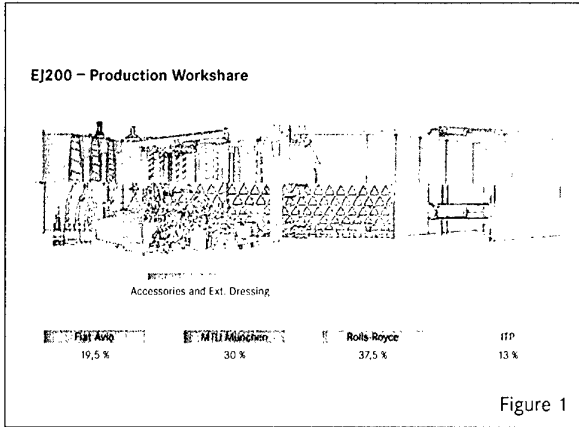 EJ200 – Production Workshare
Accessories and Ext. Dressing
Fiat Avio MTU München Rolls-Royce ITP
19,5 % 30 % 37,5 % 13 %
Figure 1